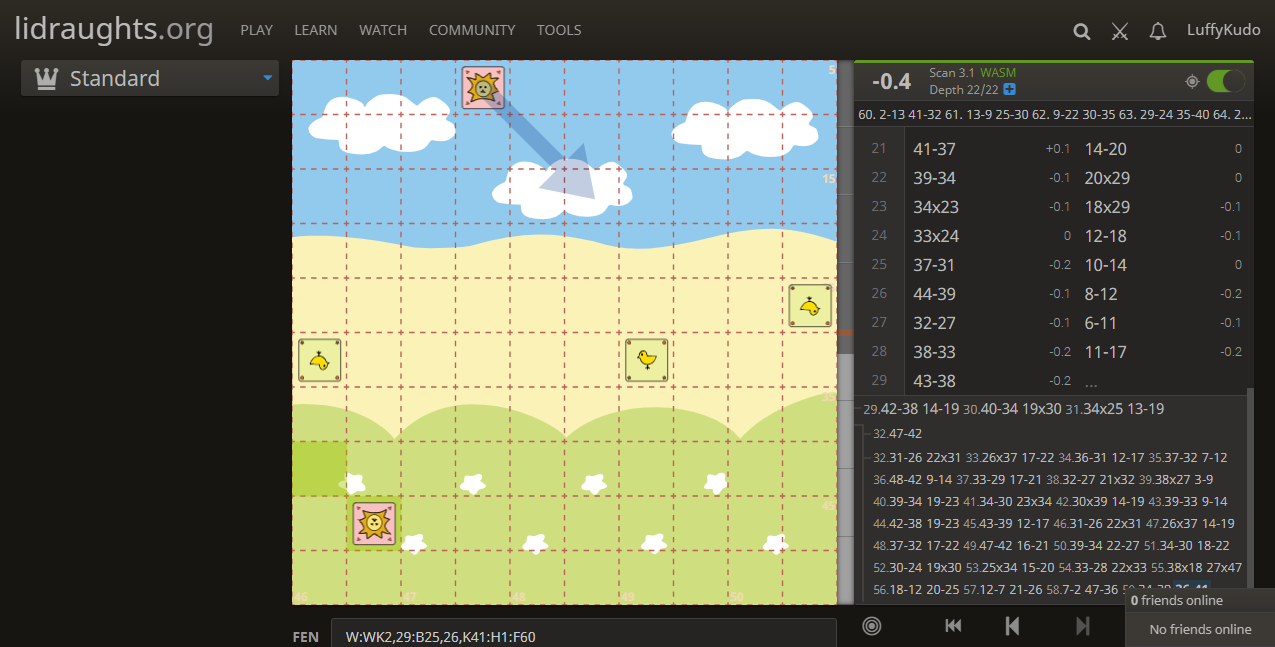 lidraughts.org PLAY LEARN WATCH COMMUNITY TOOLS LuffyKudo
Standard
5
15
35
45
46 47 48 49 50
FEN W:WK2,29:B25,26,K41:H1:F60
-0.4 Scan 3.1 WASM
Depth 22/22
60. 2-13 41-32 61. 13-9 25-30 62. 9-22 30-35 63. 29-24 35-40 64. 2...
21 41-37 +0.1 14-20 0
22 39-34 -0.1 20x29 0
23 34x23 -0.1 18x29 -0.1
24 33x24 0 12-18 -0.1
25 37-31 -0.2 10-14 0
26 44-39 -0.1 8-12 -0.2
27 32-27 -0.1 6-11 -0.1
28 38-33 -0.2 11-17 -0.2
29 43-38 -0.2 ...
29.42-38 14-19 30.40-34 19x30 31.34x25 13-19
32.47-42
32.31-26 22x31 33.26x37 17-22 34.36-31 12-17 35.37-32 7-12
36.48-42 9-14 37.33-29 17-21 38.32-27 21x32 39.38x27 3-9
40.39-34 19-23 41.34-30 23x34 42.30x39 14-19 43.39-33 9-14
44.42-38 19-23 45.43-39 12-17 46.31-26 22x31 47.26x37 14-19
48.37-32 17-22 49.47-42 16-21 50.39-34 22-27 51.34-30 18-22
52.30-24 19x30 53.25x34 15-20 54.33-28 22x33 55.38x18 27x47
56.18-12 20-25 57.12-7 21-26 58.7-2 47-36
0 friends online
No friends online